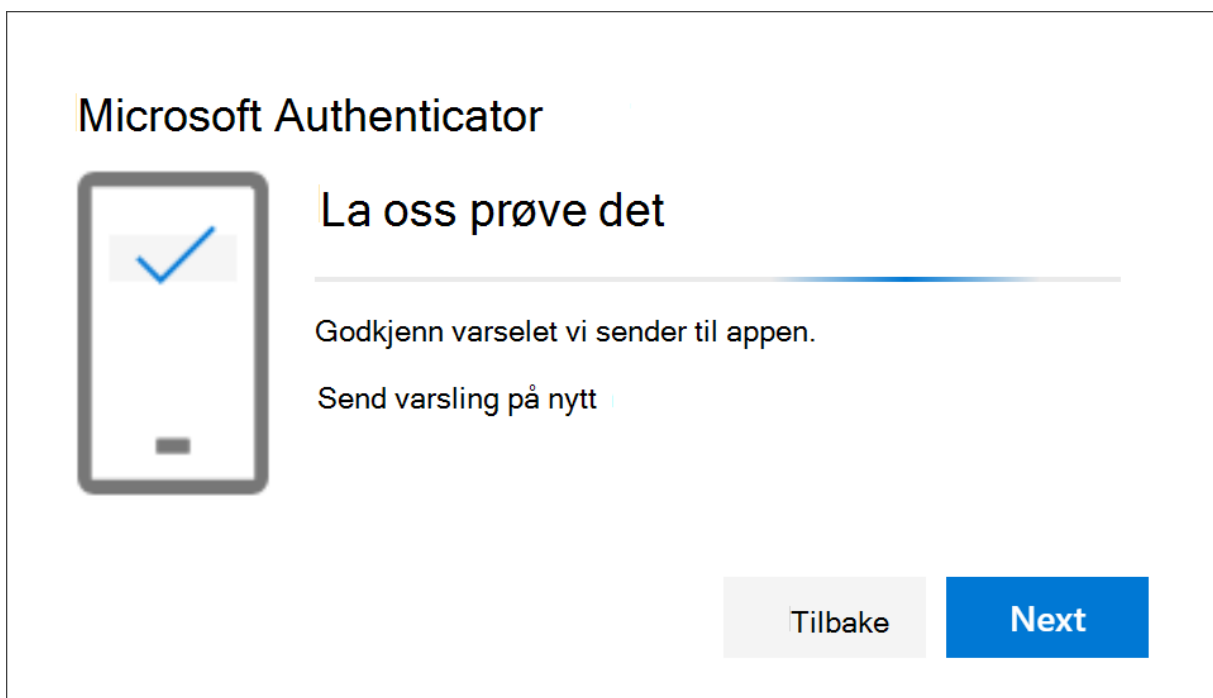 Microsoft Authenticator
La oss prøve det
Godkjenn varselet vi sender til appen.
Send varsling på nytt
Tilbake
Next